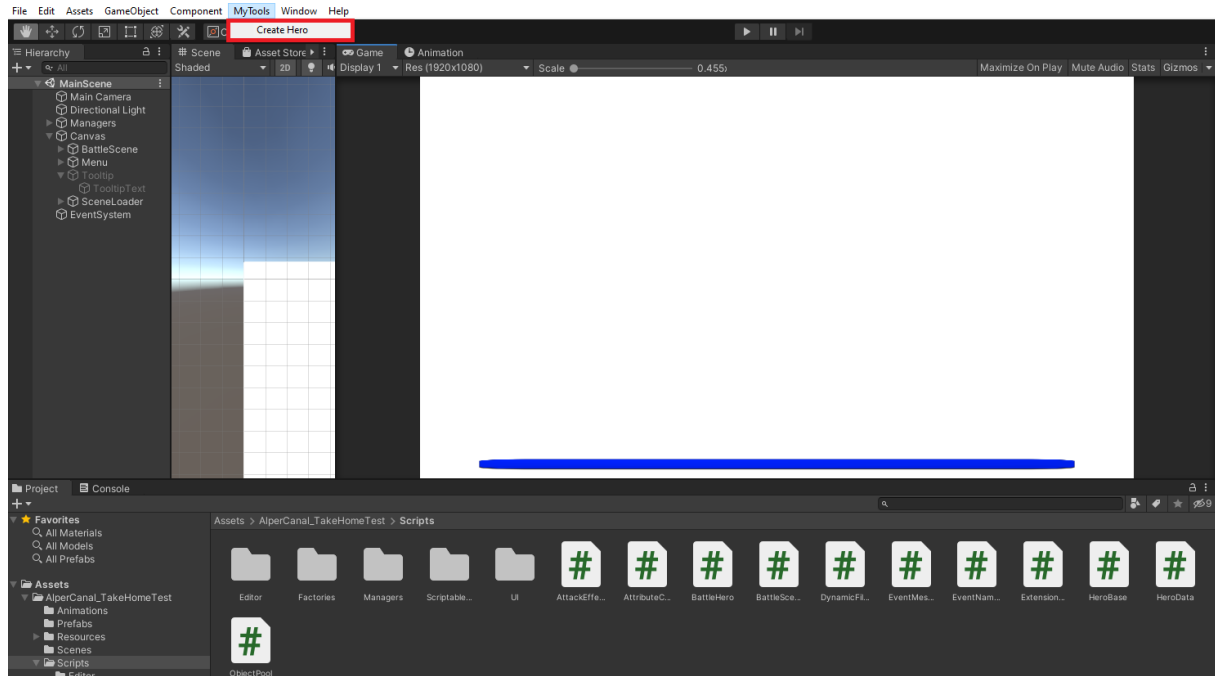 File Edit Assets GameObject Component MyTools Window Help
Create Hero
Hierarchy
All
MainScene
Main Camera
Directional Light
Managers
Canvas
BattleScene
Menu
Tooltip
TooltipText
SceneLoader
EventSystem
Scene Asset Store
Shaded 2D
Game Animation
Display 1 Res (1920x1080) Scale 0.455 Maximize On Play Mute Audio Stats Gizmos
Project Console
9
Favorites
All Materials
All Models
All Prefabs
Assets
AlperCanal_TakeHomeTest
Animations
Prefabs
Resources
Scenes
Scripts
Editor
Assets > AlperCanal_TakeHomeTest > Scripts
Editor Factories Managers Scriptable... UI AttackEffe... AttributeC... BattleHero BattleSce... DynamicFil... EventMes... EventNam... Extension... HeroBase HeroData
ObjectPool